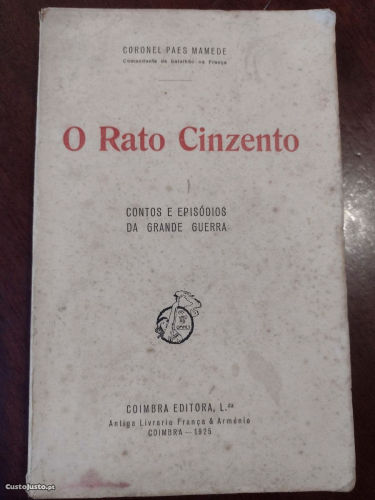 CORONEL PAES MAMEDE
Comandante de batalhão na França
O Rato Cinzento
CONTOS E EPISÓDIOS
DA GRANDE GUERRA
COIMBRA EDITORA, L.da
Antiga Livraria França & Arménio
COIMBRA — 1925
CustoJusto.pt